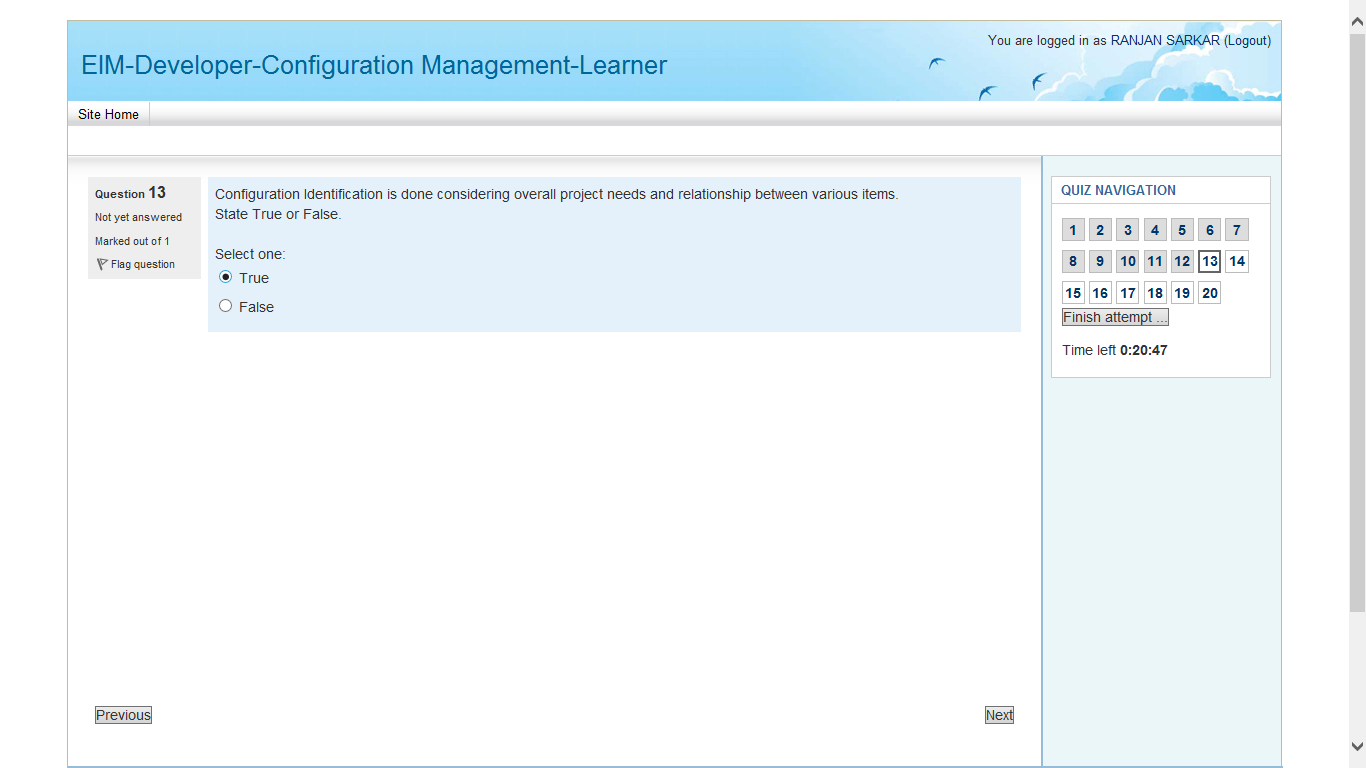 You are logged in as RANJAN SARKAR (Logout)
EIM-Developer-Configuration Management-Learner
Site Home
Question 13
Not yet answered
Marked out of 1
Flag question
Configuration Identification is done considering overall project needs and relationship between various items.
State True or False.
Select one:
True
False
QUIZ NAVIGATION
1 2 3 4 5 6 7
8 9 10 11 12 13 14
15 16 17 18 19 20
Finish attempt ...
Time left 0:20:47
Previous
Next